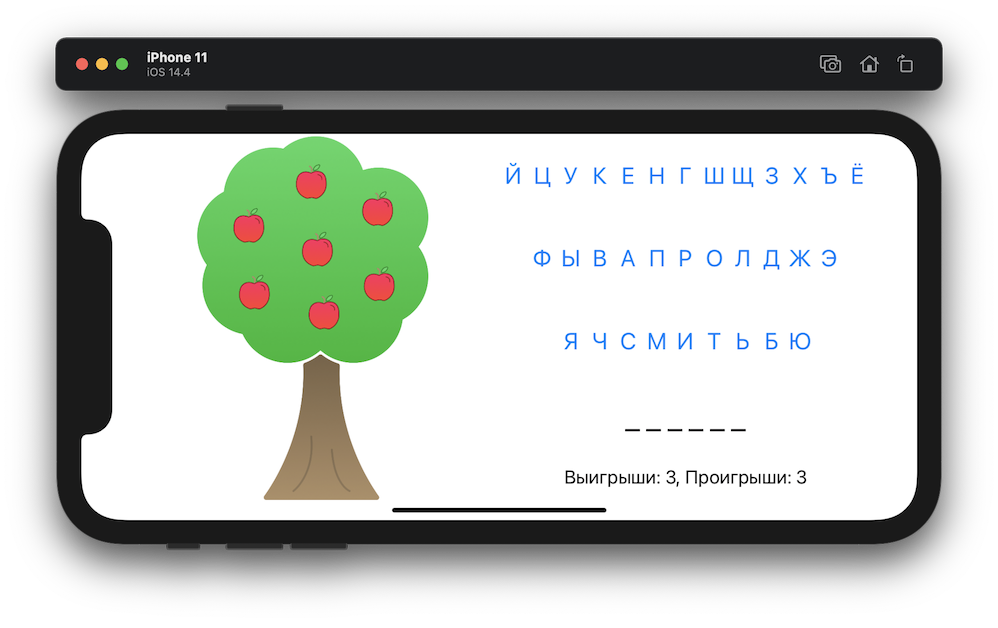 iPhone 11
iOS 14.4
Й Ц У К Е Н Г Ш Щ З Х Ъ Ё
Ф Ы В А П Р О Л Д Ж Э
Я Ч С М И Т Ь Б Ю
_ _ _ _ _ _
Выигрыши: 3, Проигрыши: 3